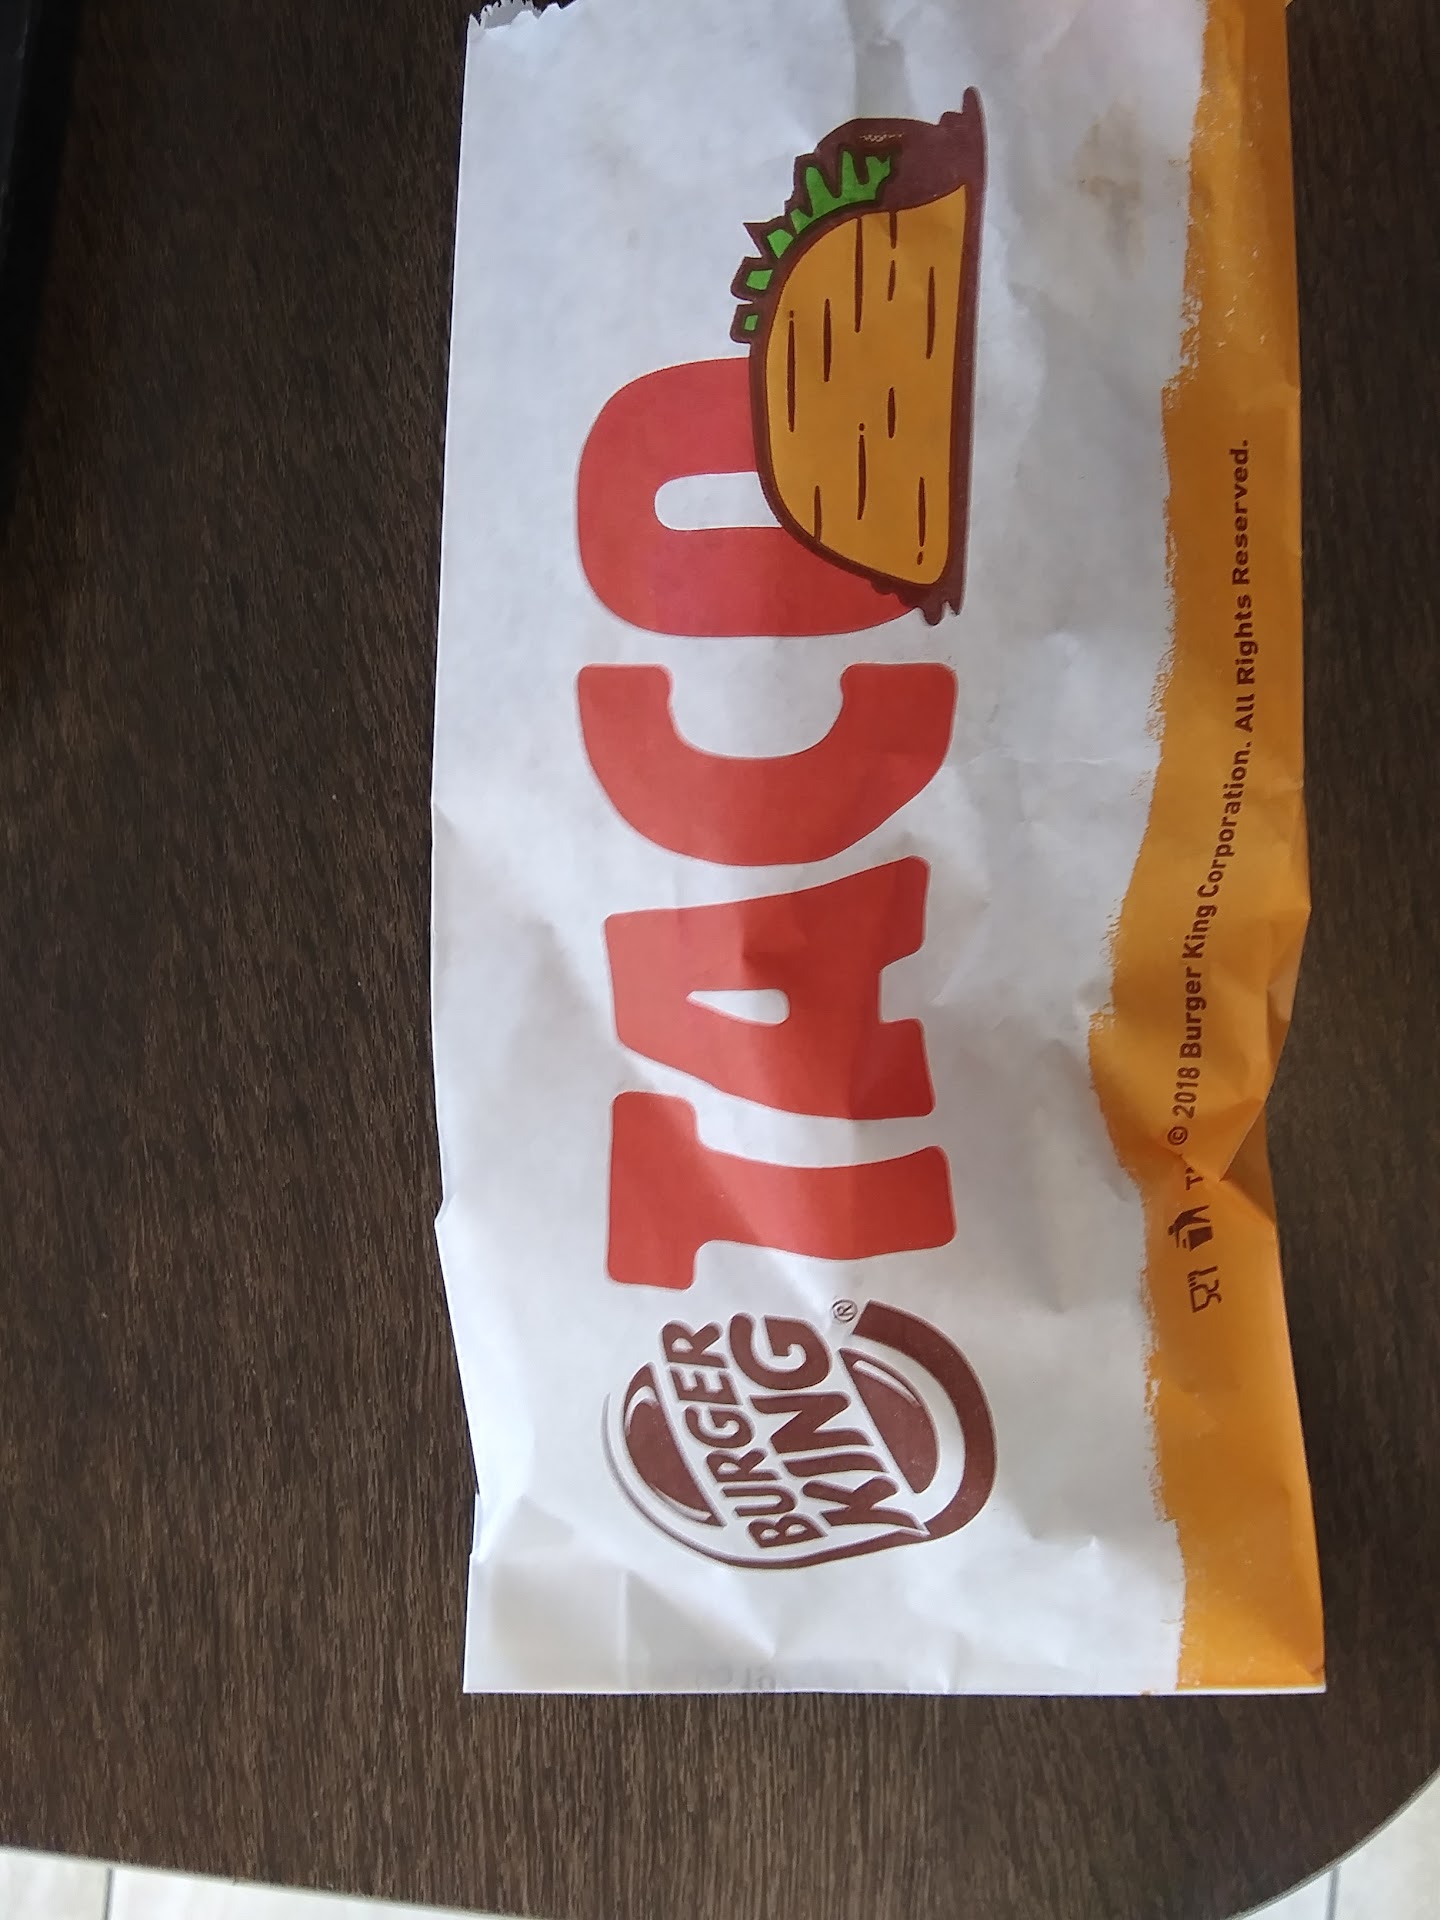 BURGER
KING
®
TACO
TM © 2018 Burger King Corporation. All Rights Reserved.